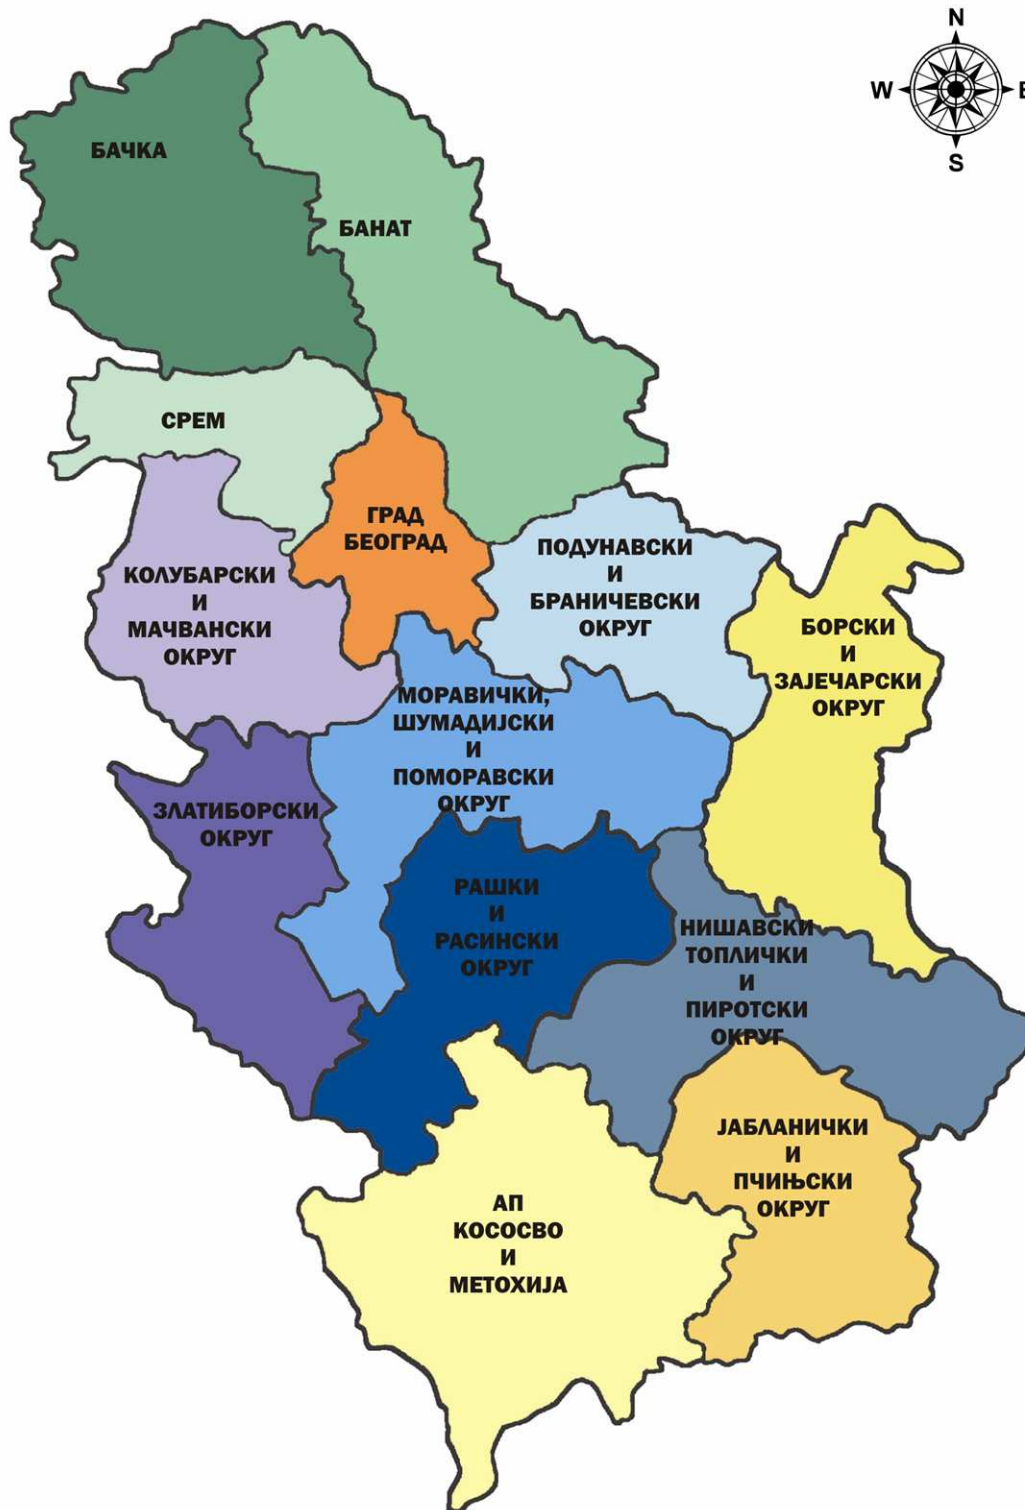 N
W
E
S
БАЧКА
БАНАТ
СРЕМ
ГРАД
БЕОГРАД
ПОДУНАВСКИ
И
БРАНИЧЕВСКИ
ОКРУГ
КОЛУБАРСКИ
И
МАЧВАНСКИ
ОКРУГ
БОРСКИ
И
ЗАЈЕЧАРСКИ
ОКРУГ
МОРАВИЧКИ,
ШУМАДИЈСКИ
И
ПОМОРАВСКИ
ОКРУГ
ЗЛАТИБОРСКИ
ОКРУГ
РАШКИ
И
РАСИНСКИ
ОКРУГ
НИШАВСКИ
ТОПЛИЧКИ
И
ПИРОТСКИ
ОКРУГ
ЈАБЛАНИЧКИ
И
ПЧИЊСКИ
ОКРУГ
АП
КОСОСВО
И
МЕТОХИЈА